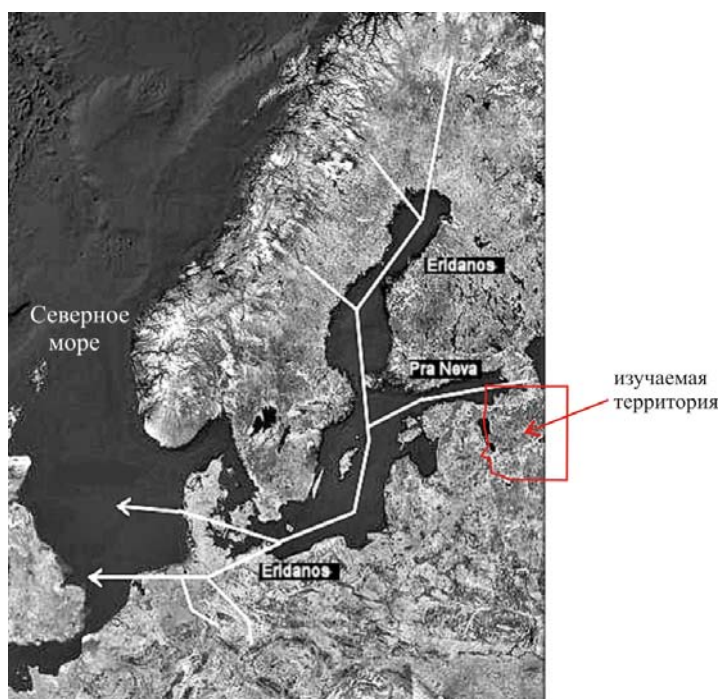 Eridanos
Северное
море
Pra Neva
изучаемая
территория
Eridanos